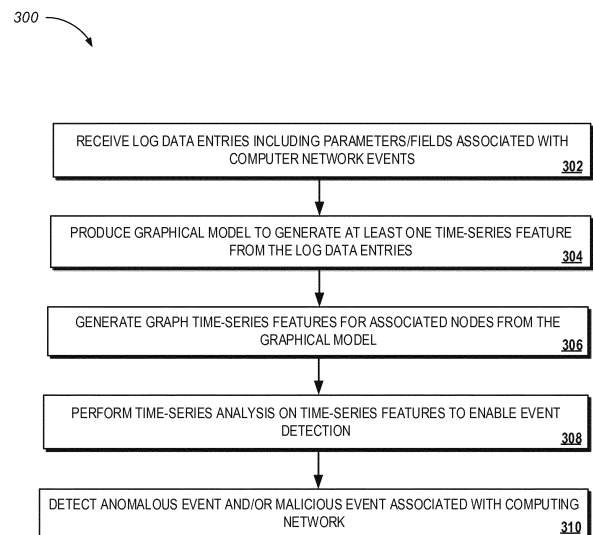 300
RECEIVE LOG DATA ENTRIES INCLUDING PARAMETERS/FIELDS ASSOCIATED WITH
COMPUTER NETWORK EVENTS
302
PRODUCE GRAPHICAL MODEL TO GENERATE AT LEAST ONE TIME-SERIES FEATURE
FROM THE LOG DATA ENTRIES
304
GENERATE GRAPH TIME-SERIES FEATURES FOR ASSOCIATED NODES FROM THE
GRAPHICAL MODEL
306
PERFORM TIME-SERIES ANALYSIS ON TIME-SERIES FEATURES TO ENABLE EVENT
DETECTION
308
DETECT ANOMALOUS EVENT AND/OR MALICIOUS EVENT ASSOCIATED WITH COMPUTING
NETWORK
310